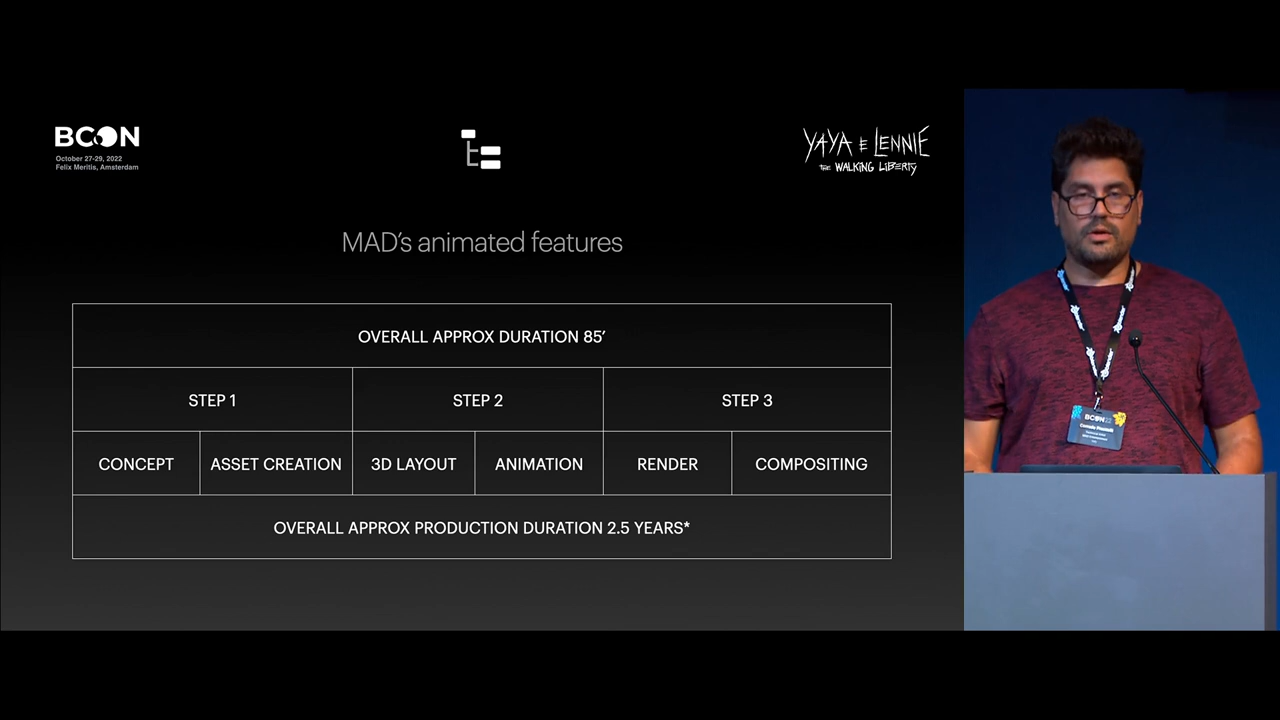 BCON
October 27-29, 2022
Felix Meritis, Amsterdam
YAYA E LENNIE
THE WALKING LIBERTY
MAD's animated features
OVERALL APPROX DURATION 85′
STEP 1
STEP 2
STEP 3
CONCEPT
ASSET CREATION
3D LAYOUT
ANIMATION
RENDER
COMPOSITING
OVERALL APPROX PRODUCTION DURATION 2.5 YEARS*
BCON